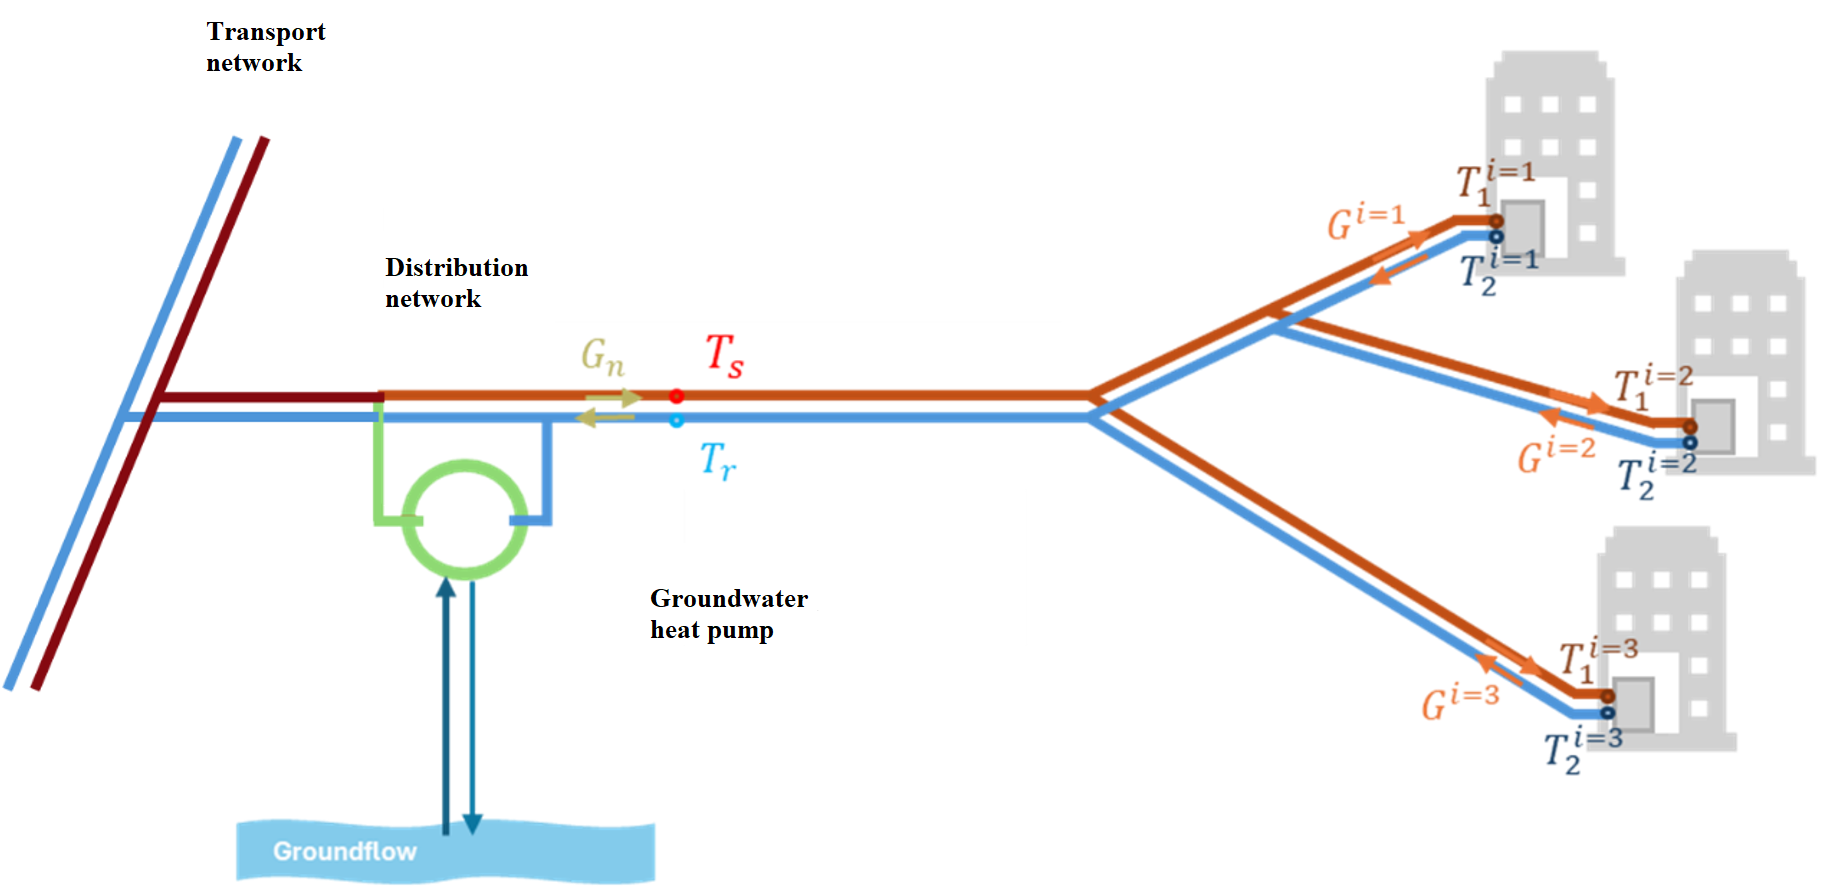 Transport
network
Distribution
network
G_n
T_s
T_r
Groundwater
heat pump
Groundflow
G^{i=1}
T_1^{i=1}
T_2^{i=1}
T_1^{i=2}
G^{i=2}
T_2^{i=2}
T_1^{i=3}
G^{i=3}
T_2^{i=3}